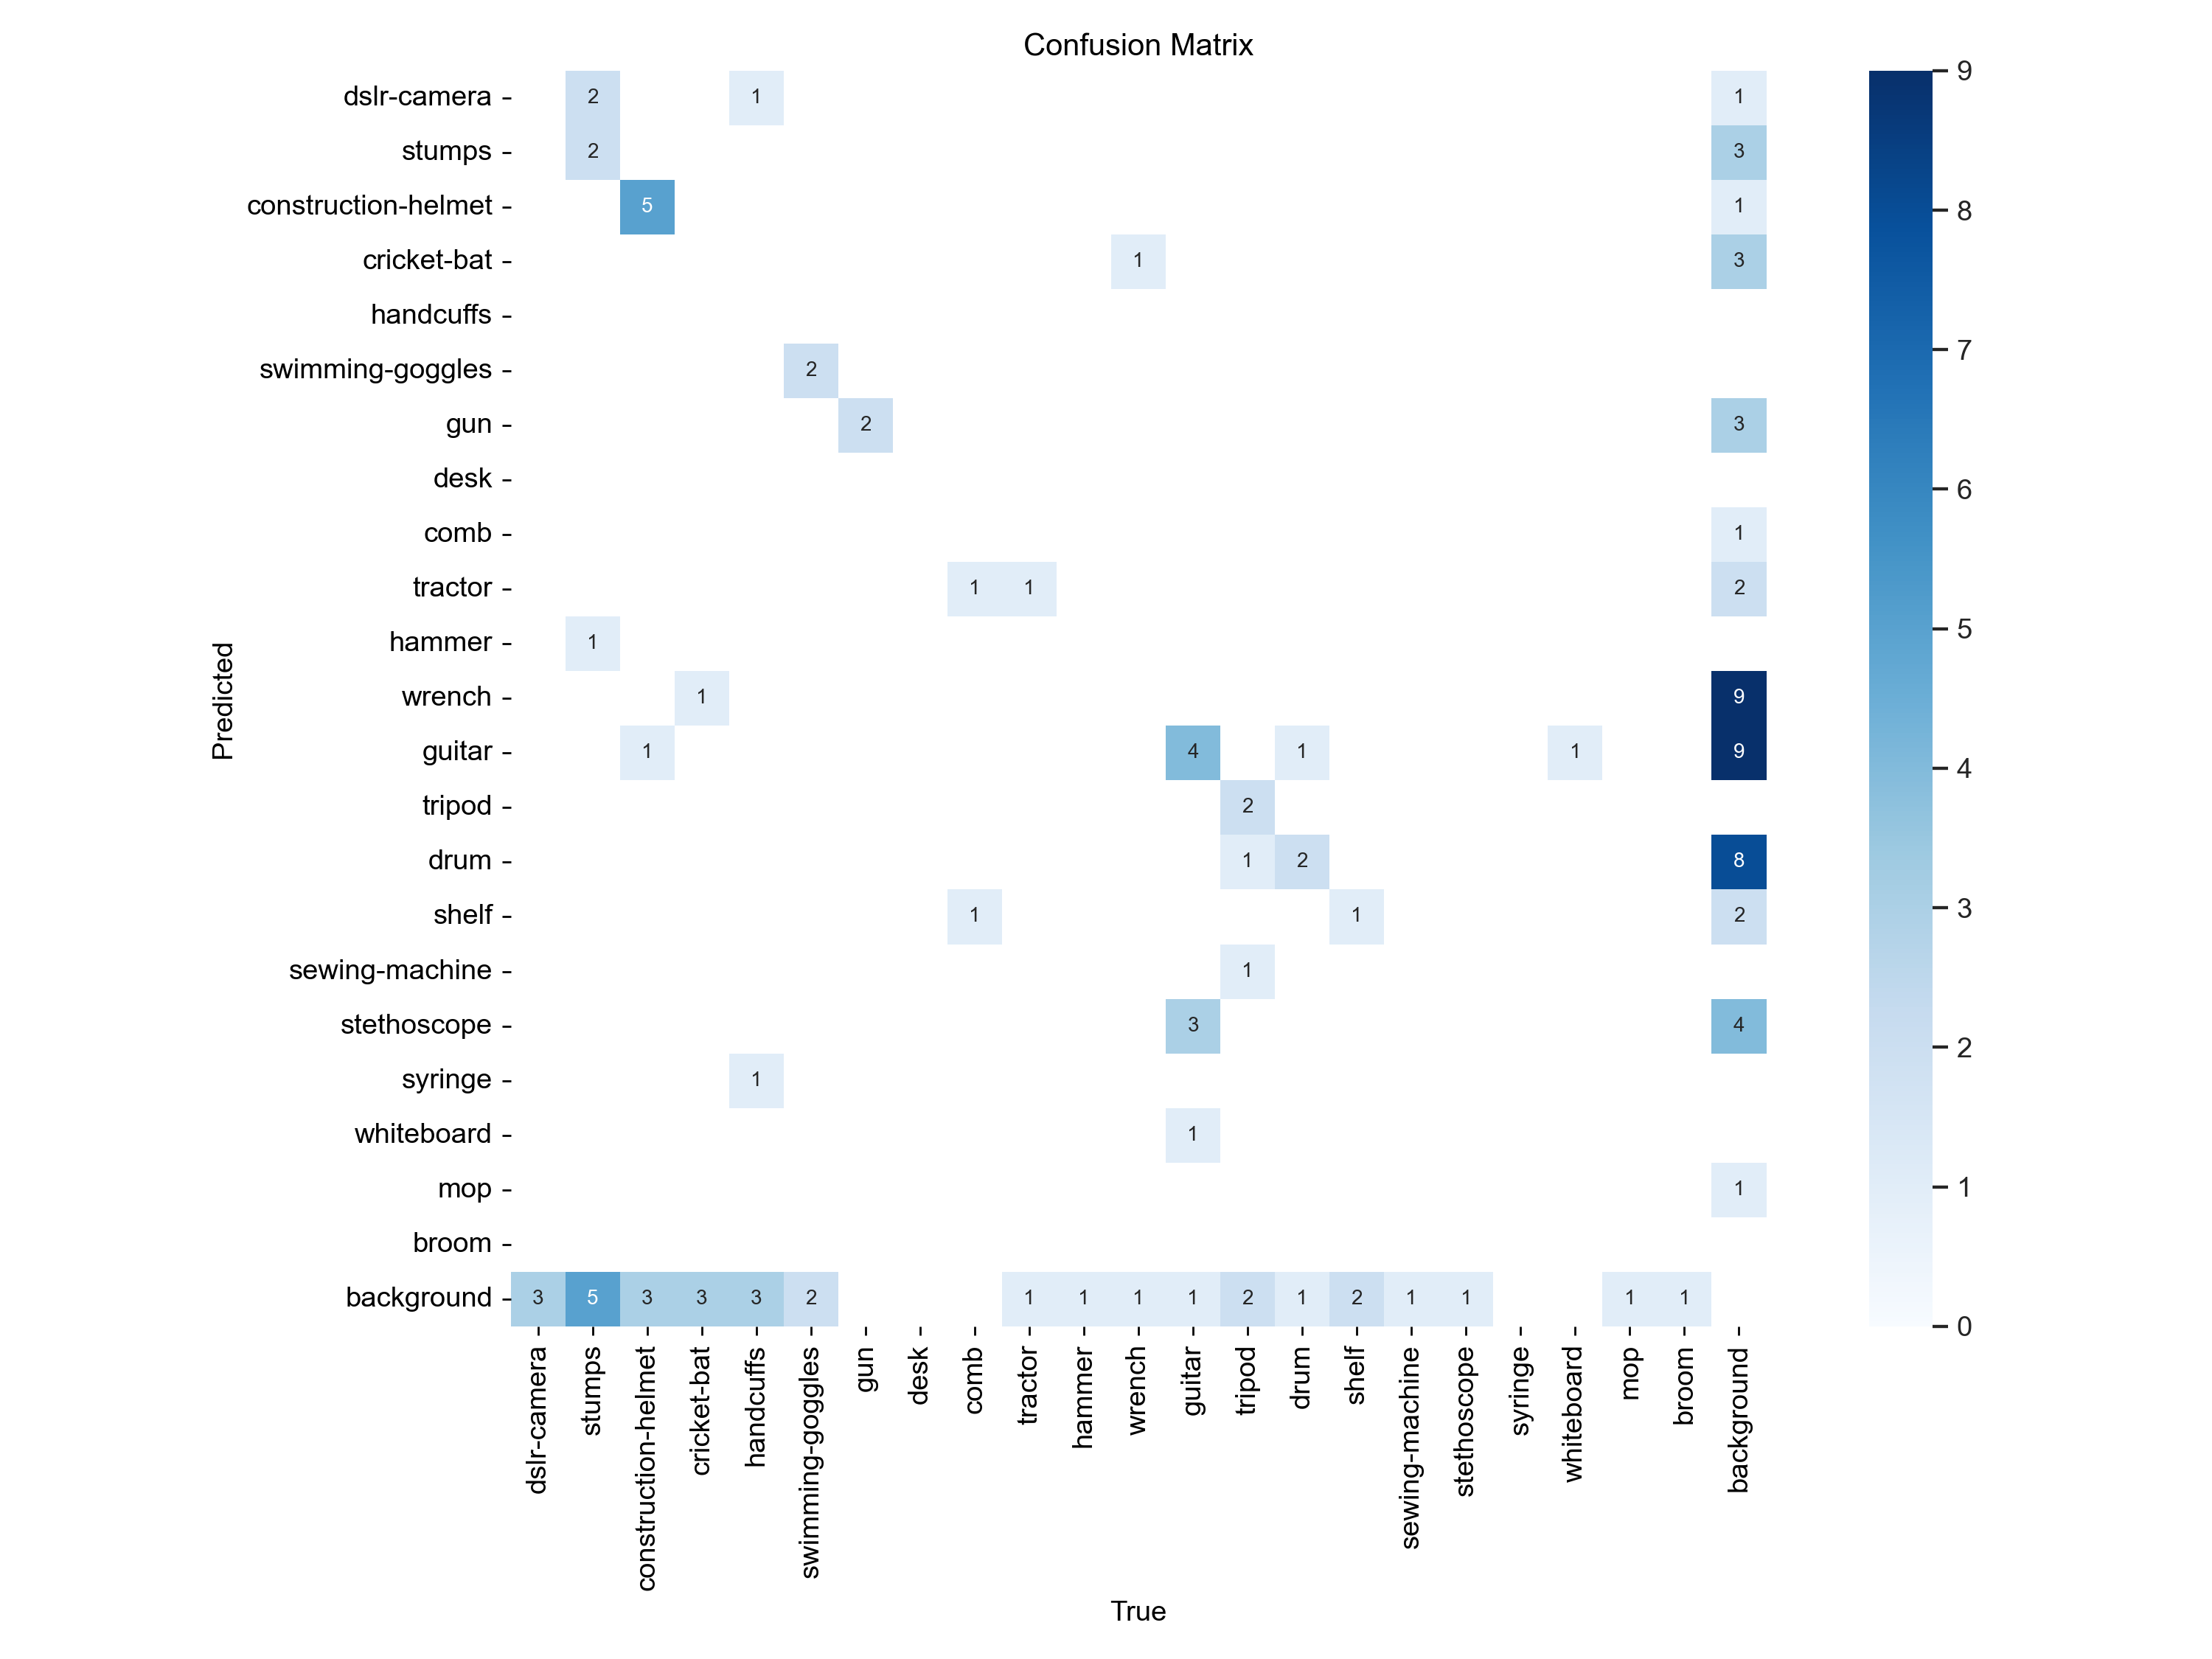 Confusion Matrix
dslr-camera 2 1 1 9
stumps 2 3
construction-helmet 5 1 8
cricket-bat 1 3
handcuffs
swimming-goggles 2 7
gun 2 3
desk 6
comb 1
tractor 1 1 2
hammer 1 5
wrench 1 9
Predicted
guitar 1 4 1 1 9
4
tripod 2
drum 1 2 8
shelf 1 1 2 3
sewing-machine 1
stethoscope 3 4 2
syringe 1
whiteboard 1
mop 1 1
broom
background 3 5 3 3 3 2 1 1 1 1 2 1 2 1 1 1 1 0
dslr-camera
stumps
construction-helmet
cricket-bat
handcuffs
swimming-goggles
gun
desk
comb
tractor
hammer
wrench
guitar
tripod
drum
shelf
sewing-machine
stethoscope
syringe
whiteboard
mop
broom
background
True